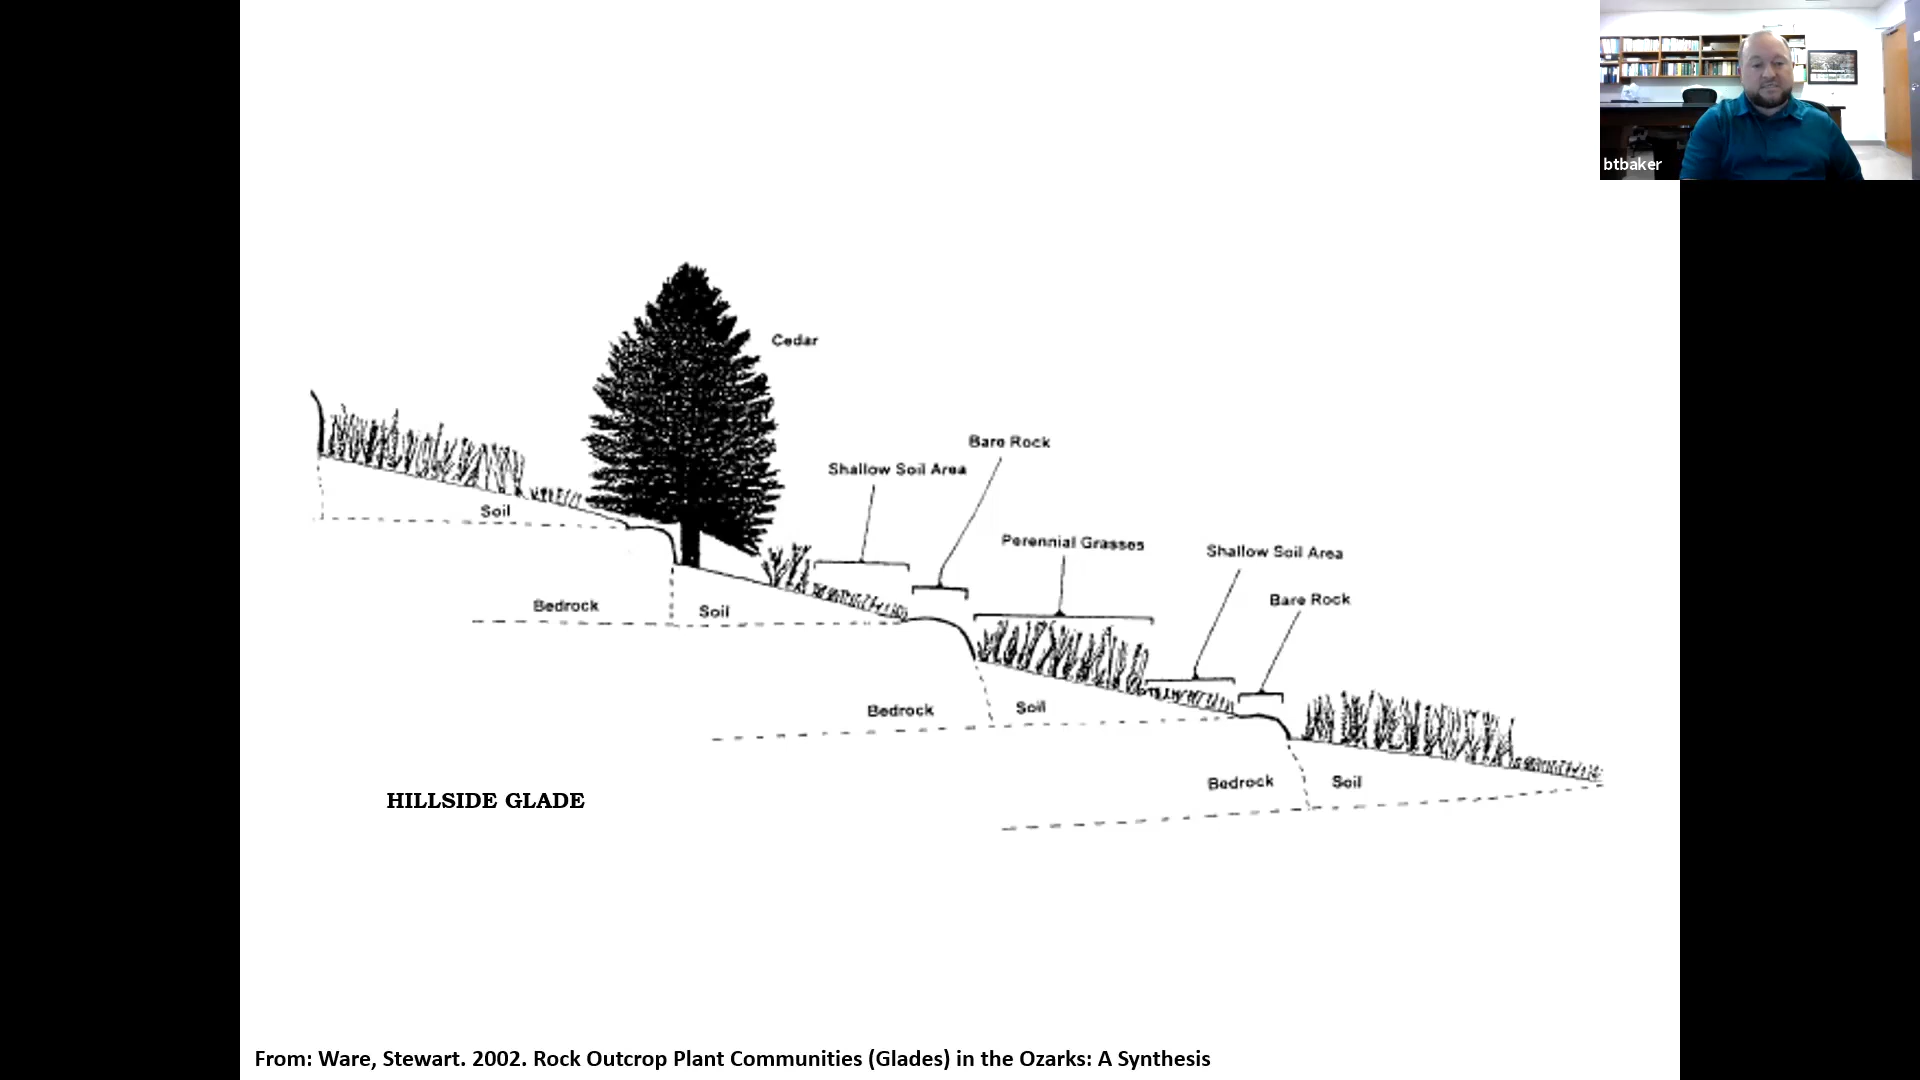 btbaker
Cedar
Bare Rock
Shallow Soil Area
Soil
Perennial Grasses
Shallow Soil Area
Bedrock
Soil
Bare Rock
Bedrock
Soil
Bedrock
Soil
HILLSIDE GLADE
From: Ware, Stewart. 2002. Rock Outcrop Plant Communities (Glades) in the Ozarks: A Synthesis